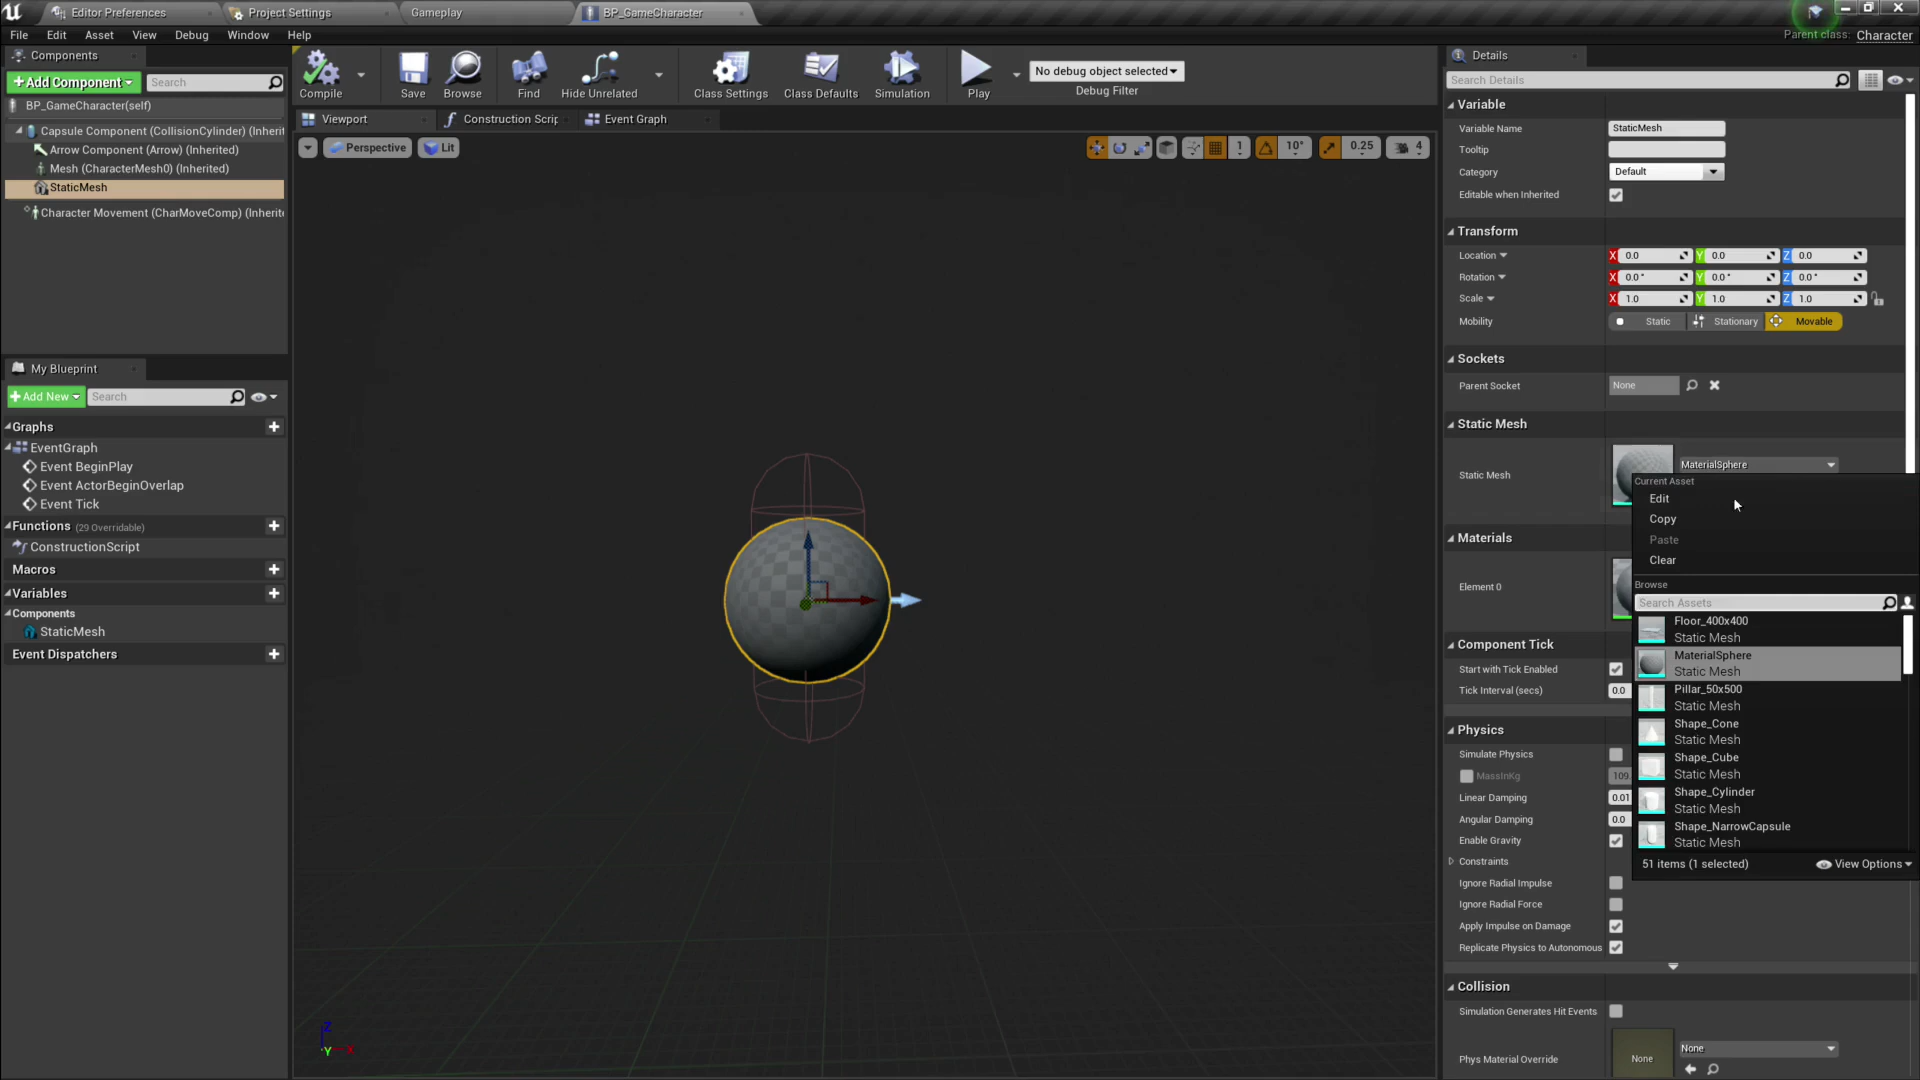 Editor Preferences
Project Settings
Gameplay
BP_GameCharacter
File Edit Asset View Debug Window Help
Parent class: Character
Components
+Add Component
Search
BP_GameCharacter(self)
Capsule Component (CollisionCylinder) (Inherit
Arrow Component (Arrow) (Inherited)
Mesh (CharacterMesh0) (Inherited)
StaticMesh
Character Movement (CharMoveComp) (Inherite
My Blueprint
+Add New
Search
Graphs
EventGraph
Event BeginPlay
Event ActorBeginOverlap
Event Tick
Functions (29 Overridable)
ConstructionScript
Macros
Variables
Components
StaticMesh
Event Dispatchers
Compile
Save
Browse
Find
Hide Unrelated
Class Settings
Class Defaults
Simulation
Play
No debug object selected
Debug Filter
Viewport
Construction Scrip
Event Graph
Perspective
Lit
1
10°
0.25
4
Z
Y
X
Details
Search Details
Variable
Variable Name StaticMesh
Tooltip
Category Default
Editable when Inherited
Transform
Location X 0.0 Y 0.0 Z 0.0
Rotation X 0.0° Y 0.0° Z 0.0°
Scale X 1.0 Y 1.0 Z 1.0
Mobility Static Stationary Movable
Sockets
Parent Socket None
Static Mesh
Static Mesh MaterialSphere
Current Asset
Edit
Copy
Paste
Clear
Browse
Search Assets
Floor_400x400
Static Mesh
MaterialSphere
Static Mesh
Pillar_50x500
Static Mesh
Shape_Cone
Static Mesh
Shape_Cube
Static Mesh
Shape_Cylinder
Static Mesh
Shape_NarrowCapsule
Static Mesh
51 items (1 selected)
View Options
Materials
Element 0
Component Tick
Start with Tick Enabled
Tick Interval (secs) 0.0
Physics
Simulate Physics
MassInKg 109.
Linear Damping 0.01
Angular Damping 0.0
Enable Gravity
Constraints
Ignore Radial Impulse
Ignore Radial Force
Apply Impulse on Damage
Replicate Physics to Autonomous
Collision
Simulation Generates Hit Events
Phys Material Override None None